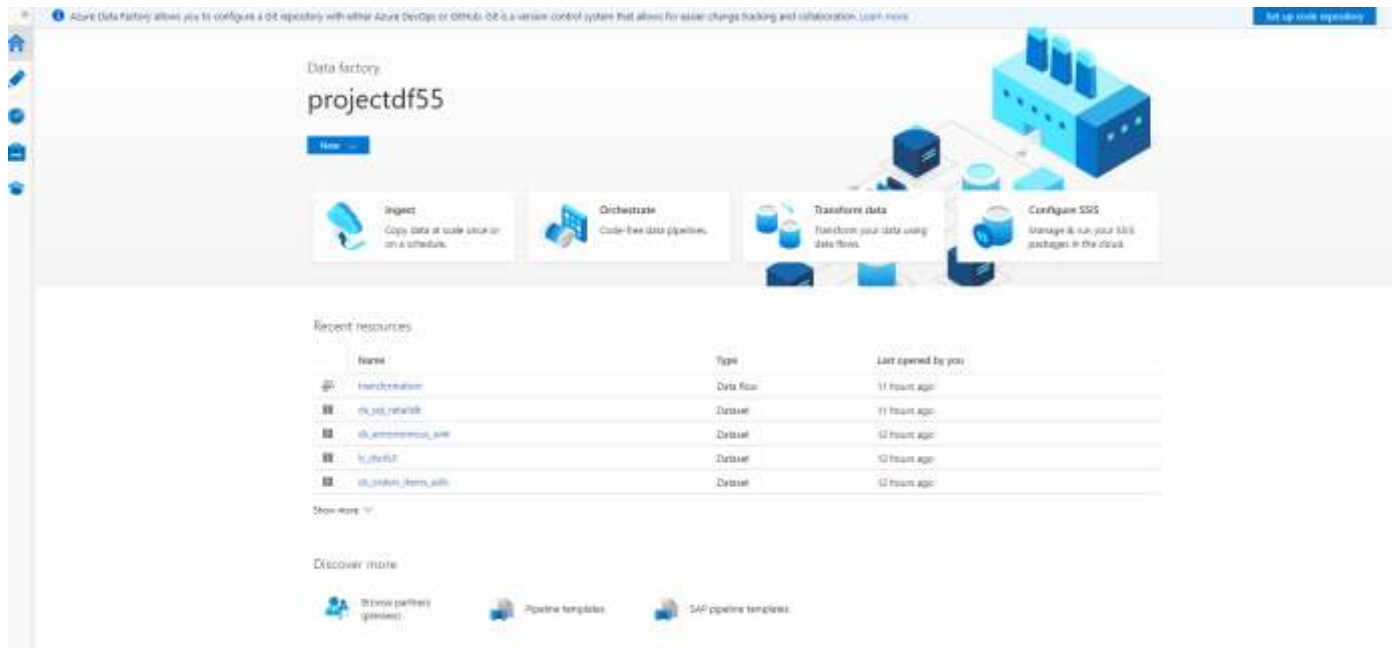 Azure Data Factory allows you to configure a Git repository with either Azure DevOps or GitHub. Git is a version control system that allows for easier change tracking and collaboration. Learn more
Set up code repository
Data factory
projectdf55
New
Ingest
Copy data at scale once or
on a schedule.
Orchestrate
Code-free data pipelines.
Transform data
Transform your data using
data flows.
Configure SSIS
Manage & run your SSIS
packages in the cloud.
Recent resources
Name
Type
Last opened by you
Data flow
11 hours ago
Dataset
11 hours ago
Dataset
12 hours ago
Dataset
12 hours ago
Dataset
12 hours ago
Show more
Discover more
Browse partners
(preview)
Pipeline templates
SAP pipeline templates